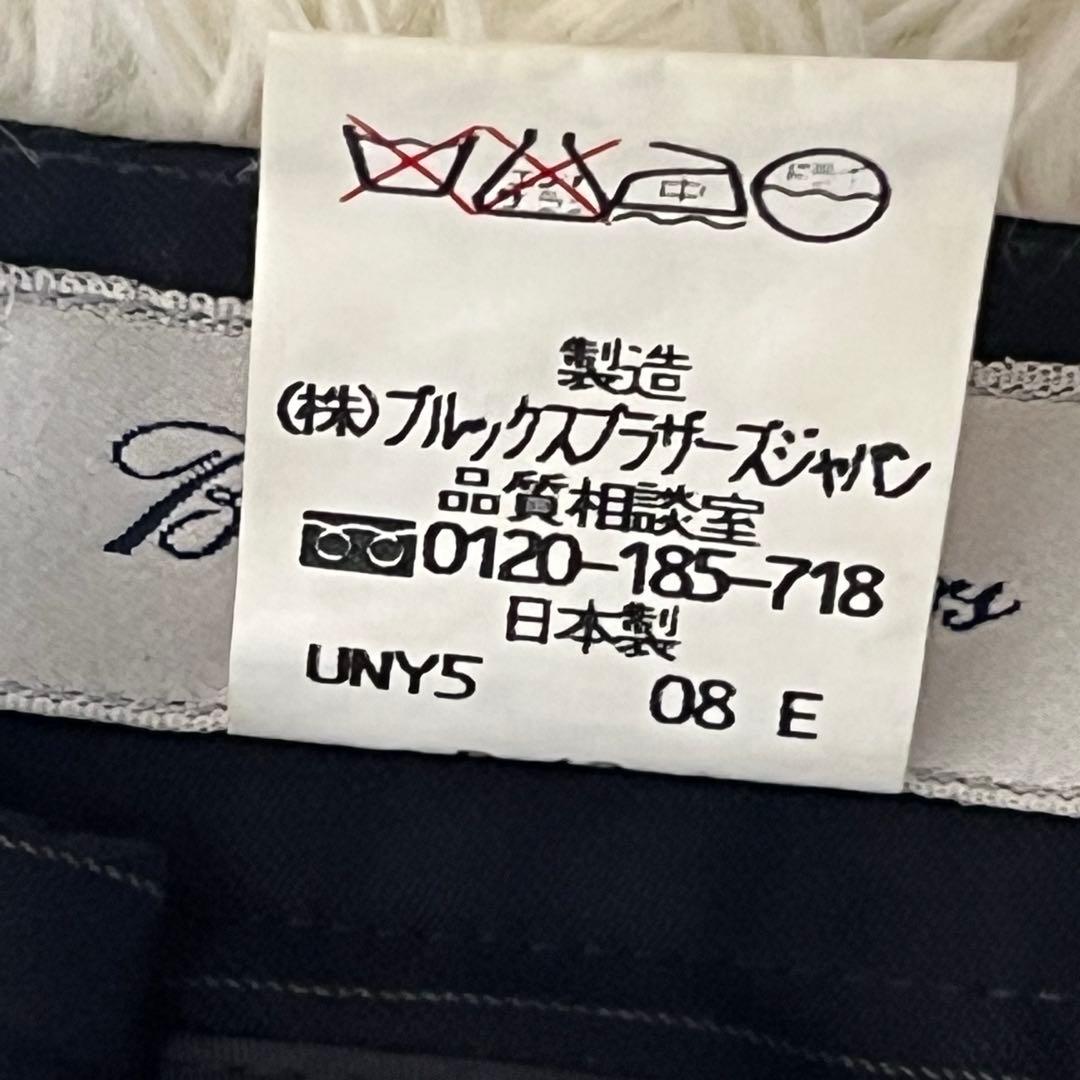 中
製造
(株)ブルックスブラザーズジャパン
品質相談室
0120-185-718
日本製
UNY5 08 E